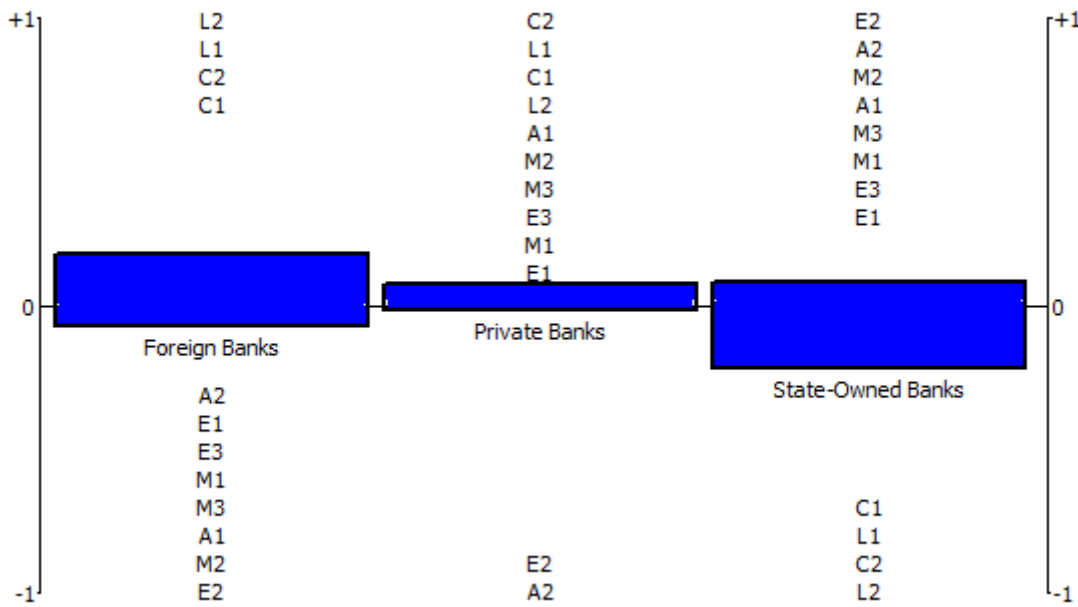 +1 L2 C2 E2 +1
L1 L1 A2
C2 C1 M2
C1 L2 A1
A1 M3
M2 M1
M3 E3
E3 E1
M1
E1
0 0
Foreign Banks Private Banks State-Owned Banks
A2
E1
E3
M1
M3 C1
A1 L1
M2 E2 C2
-1 E2 A2 L2 -1